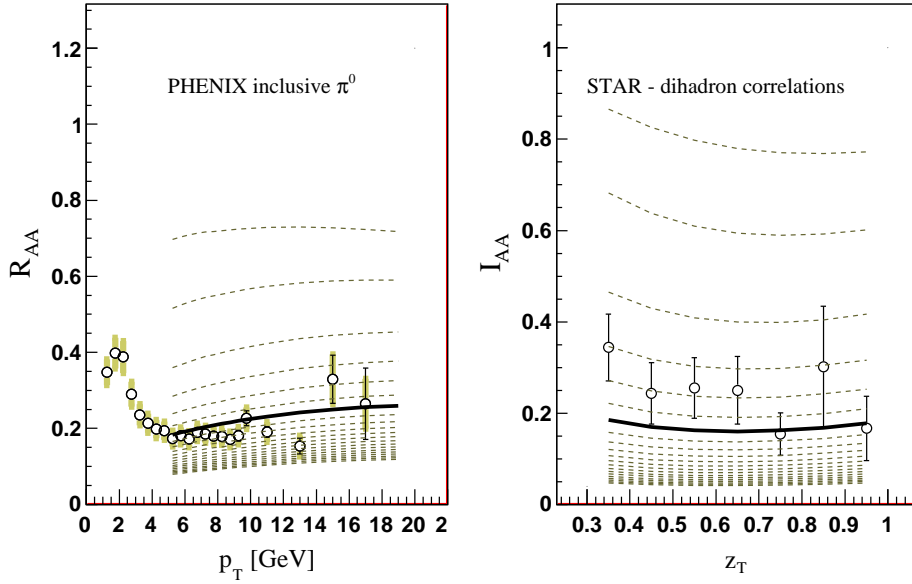 PHENIX inclusive π⁰
R_AA
1.2
1
0.8
0.6
0.4
0.2
0
0 2 4 6 8 10 12 14 16 18 20 22
p_T [GeV]
STAR - dihadron correlations
I_AA
1
0.8
0.6
0.4
0.2
0
0.3 0.4 0.5 0.6 0.7 0.8 0.9 1
z_T